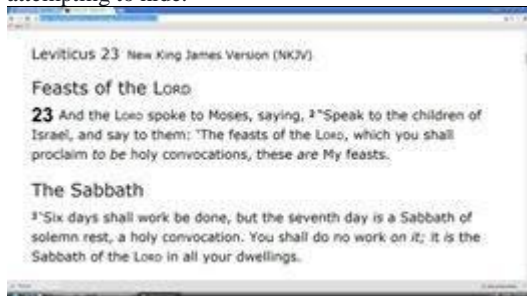 Leviticus 23 New King James Version (NKJV)
Feasts of the LORD
23 And the LORD spoke to Moses, saying, 2 “Speak to the children of
Israel, and say to them: ‘The feasts of the LORD, which you shall
proclaim to be holy convocations, these are My feasts.
The Sabbath
3 ‘Six days shall work be done, but the seventh day is a Sabbath of
solemn rest, a holy convocation. You shall do no work on it; it is the
Sabbath of the LORD in all your dwellings.